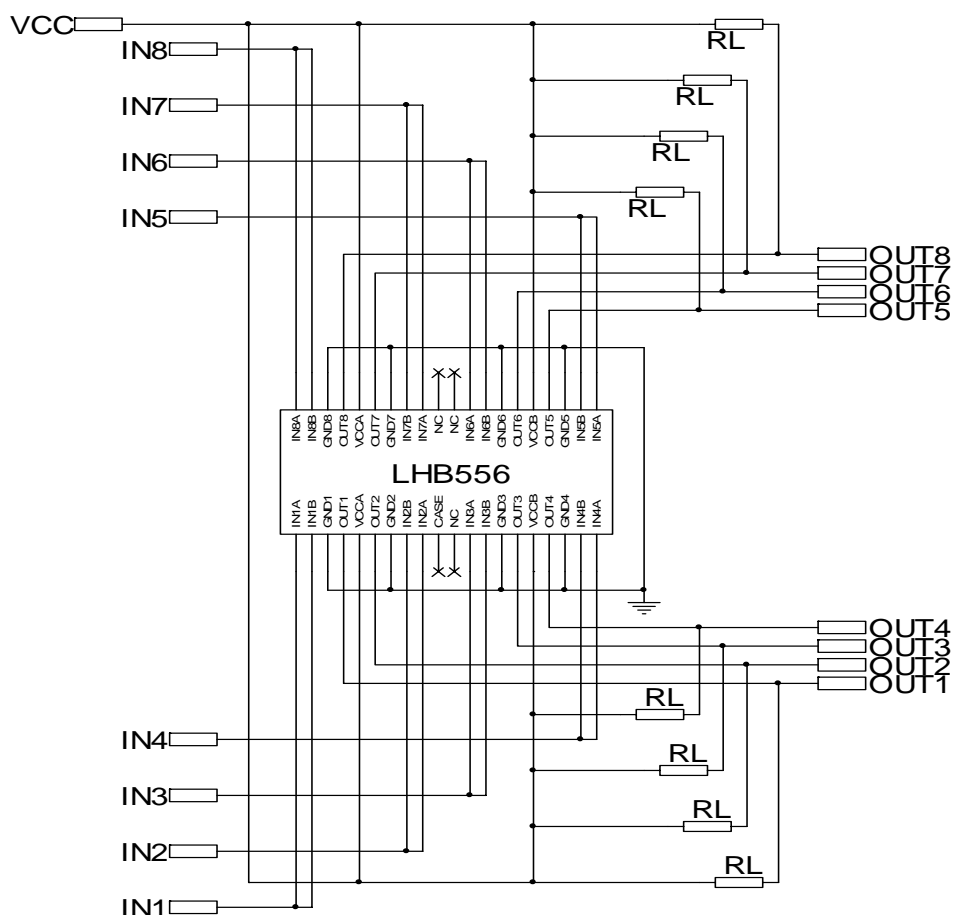 VCC
RL
IN8
RL
IN7
RL
IN6
RL
IN5
OUT8
OUT7
OUT6
OUT5
IN8A IN8B GND8 OUT8 VCCA OUT7 GND7 IN7B IN7A NC NC IN6A IN6B GND6 OUT6 VCCB OUT5 GND5 IN5B IN5A
LHB556
IN1A IN1B GND1 OUT1 VCCA OUT2 GND2 IN2B IN2A CASE NC IN3A IN3B GND3 OUT3 VCCB OUT4 GND4 IN4B IN4A
OUT4
OUT3
OUT2
OUT1
RL
IN4
RL
IN3
RL
IN2
RL
IN1